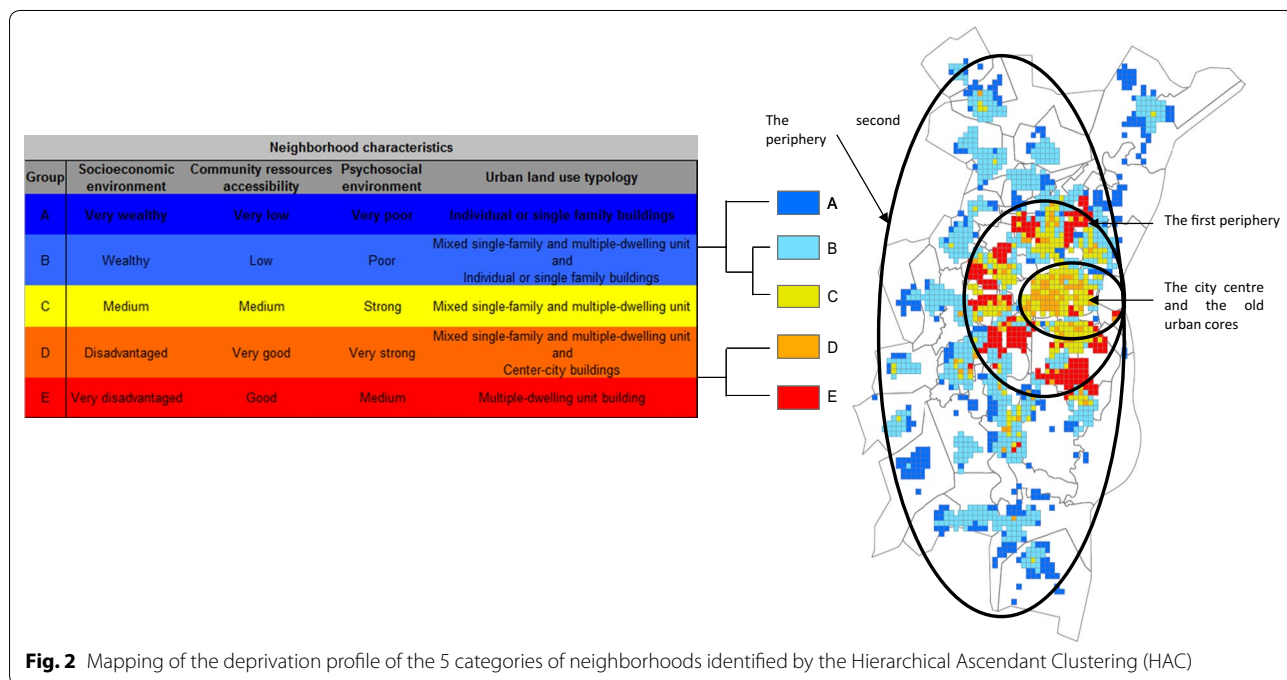 Neighborhood characteristics
Group
Socioeconomic
environment
Community ressources
accessibility
Psychosocial
environment
Urban land use typology
A
Very wealthy
Very low
Very poor
Individual or single family buildings
B
Wealthy
Low
Poor
Mixed single-family and multiple-dwelling unit
and
Individual or single family buildings
C
Medium
Medium
Strong
Mixed single-family and multiple-dwelling unit
D
Disadvantaged
Very good
Very strong
Mixed single-family and multiple-dwelling unit
and
Center-city buildings
E
Very disadvantaged
Good
Medium
Multiple-dwelling unit building
A
B
C
D
E
The second
periphery
The first periphery
The city centre
and the old
urban cores
Fig. 2 Mapping of the deprivation profile of the 5 categories of neighborhoods identified by the Hierarchical Ascendant Clustering (HAC)